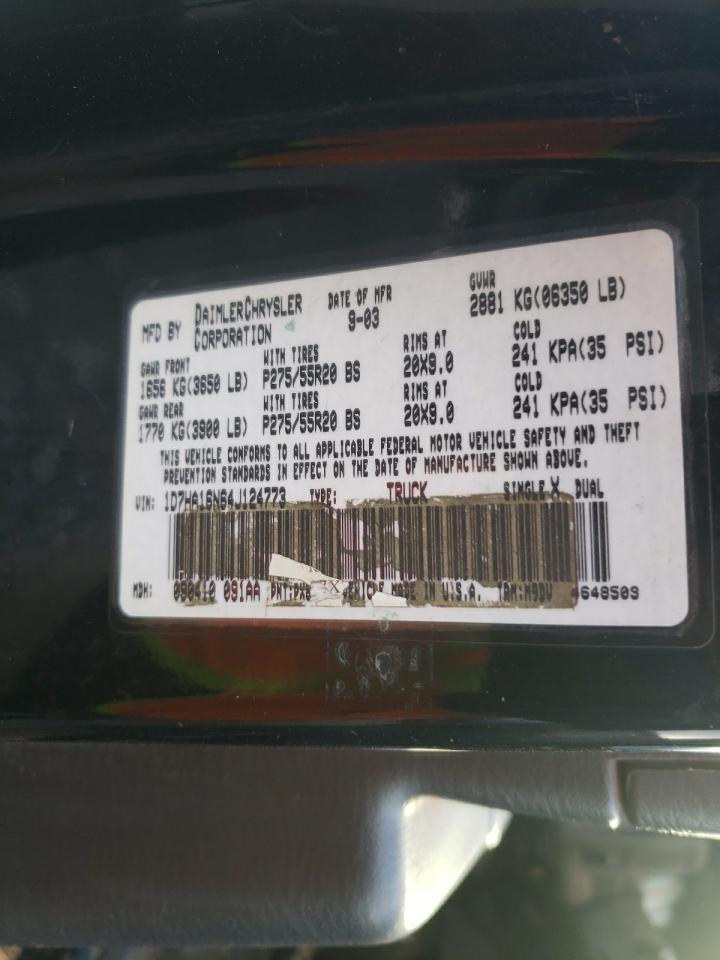 MFD BY DAIMLERCHRYSLER CORPORATION DATE OF MFR 9-03 GVWR 2881 KG(06350 LB)
GAWR FRONT WITH TIRES RIMS AT COLD
1656 KG(3650 LB) P275/55R20 BS 20X9.0 241 KPA(35 PSI)
GAWR REAR WITH TIRES RIMS AT COLD
1770 KG(3900 LB) P275/55R20 BS 20X9.0 241 KPA(35 PSI)
THIS VEHICLE CONFORMS TO ALL APPLICABLE FEDERAL MOTOR VEHICLE SAFETY AND THEFT
PREVENTION STANDARDS IN EFFECT ON THE DATE OF MANUFACTURE SHOWN ABOVE.
VIN: 1D7HA16N64J124773 TYPE: TRUCK SINGLE X DUAL
MDH: 090410 091AA PNT: VEHICLE MADE IN U.S.A. 4648509